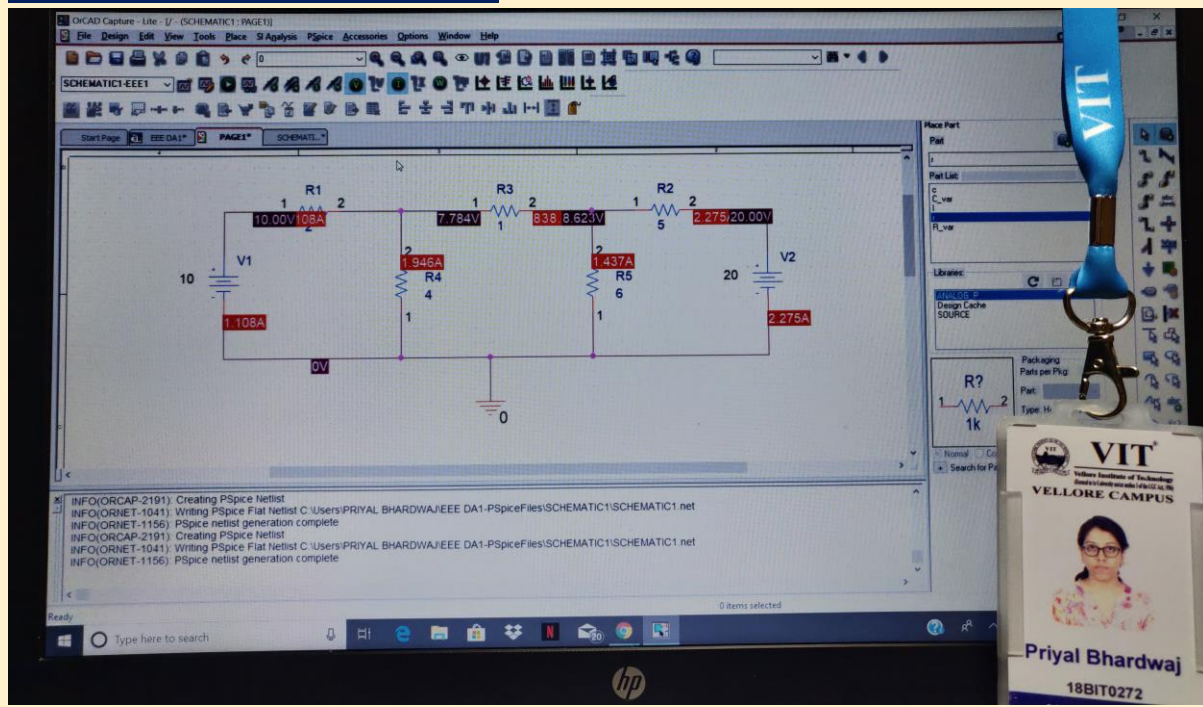 OrCAD Capture - Lite - [/ - (SCHEMATIC1 : PAGE1)]
File Design Edit View Tools Place SI Analysis PSpice Accessories Options Window Help
0
SCHEMATIC1-EEE1
Start Page EEE DA1* PAGE1* SCHEMATI...*
R1
1 2
10.00V 108A
2
R3
1 2
7.784V 838. 8.623V
1
R2
1 2
2.275 20.00V
5
V1
10
1.108A
2
1.946A
R4
4
1
2
1.437A
R5
6
1
V2
20
2.275A
0V
0
Place Part
Part
r
Part List:
c
C_var
R_var
Libraries:
ANALOG_P
Design Cache
SOURCE
R?
1 2
1k
Packaging
Parts per Pkg:
Part:
Type:
Normal
Search for
INFO(ORCAP-2191): Creating PSpice Netlist
INFO(ORNET-1041): Writing PSpice Flat Netlist C:\Users\PRIYAL BHARDWAJ\EEE DA1-PSpiceFiles\SCHEMATIC1\SCHEMATIC1.net
INFO(ORNET-1156): PSpice netlist generation complete
INFO(ORCAP-2191): Creating PSpice Netlist
INFO(ORNET-1041): Writing PSpice Flat Netlist C:\Users\PRIYAL BHARDWAJ\EEE DA1-PSpiceFiles\SCHEMATIC1\SCHEMATIC1.net
INFO(ORNET-1156): PSpice netlist generation complete
Ready
0 items selected
Type here to search
20
hp
VIT
VIT
Vellore Institute of Technology
VELLORE CAMPUS
Priyal Bhardwaj
18BIT0272